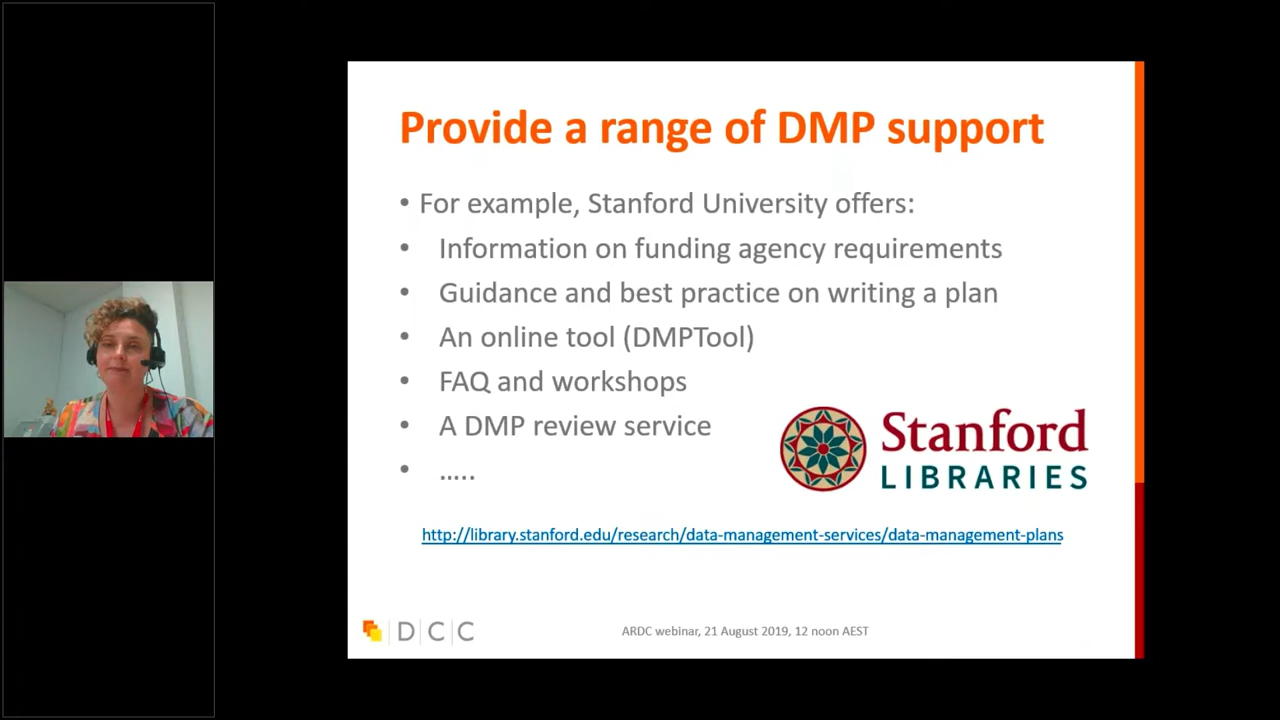 Provide a range of DMP support
• For example, Stanford University offers:
• Information on funding agency requirements
• Guidance and best practice on writing a plan
• An online tool (DMPTool)
• FAQ and workshops
• A DMP review service
• …..
Stanford
LIBRARIES
http://library.stanford.edu/research/data-management-services/data-management-plans
DCC
ARDC webinar, 21 August 2019, 12 noon AEST